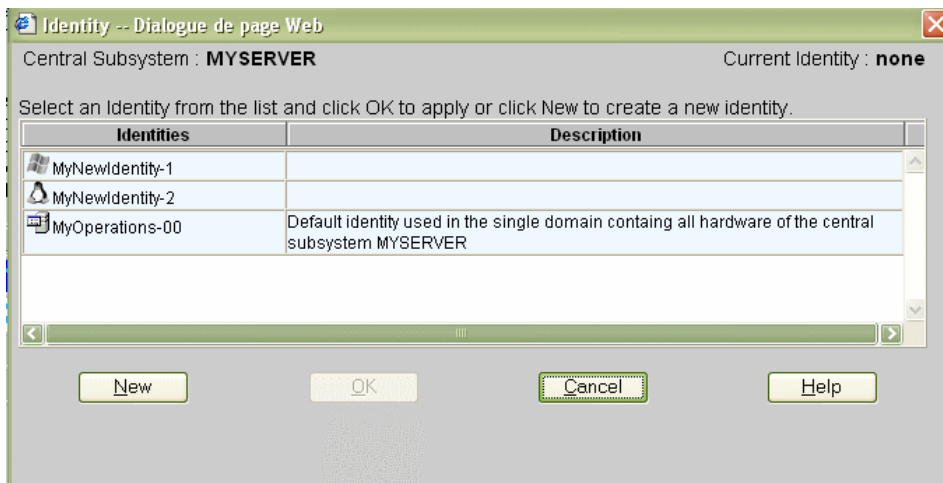 Identity -- Dialogue de page Web
Central Subsystem : MYSERVER
Current Identity : none
Select an Identity from the list and click OK to apply or click New to create a new identity.
Identities
Description
MyNewIdentity-1
MyNewIdentity-2
MyOperations-00
Default identity used in the single domain containg all hardware of the central
subsystem MYSERVER
New
OK
Cancel
Help